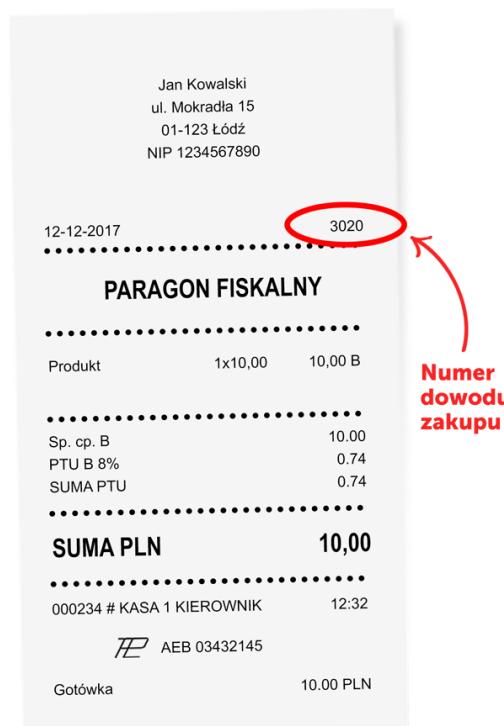 Jan Kowalski
ul. Mokradła 15
01-123 Łódź
NIP 1234567890
12-12-2017 3020
PARAGON FISKALNY
Produkt 1x10,00 10,00 B
Numer
dowodu
zakupu
Sp. cp. B 10.00
PTU B 8% 0.74
SUMA PTU 0.74
SUMA PLN 10,00
000234 # KASA 1 KIEROWNIK 12:32
AEB 03432145
Gotówka 10.00 PLN